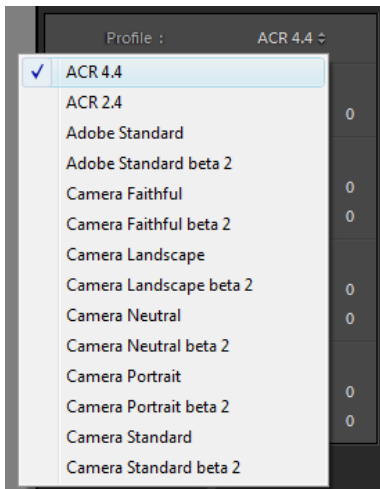 Profile : ACR 4.4
ACR 4.4
ACR 2.4
Adobe Standard
0
Adobe Standard beta 2
Camera Faithful
0
Camera Faithful beta 2
0
Camera Landscape
Camera Landscape beta 2
0
Camera Neutral
0
Camera Neutral beta 2
Camera Portrait
0
Camera Portrait beta 2
0
Camera Standard
Camera Standard beta 2